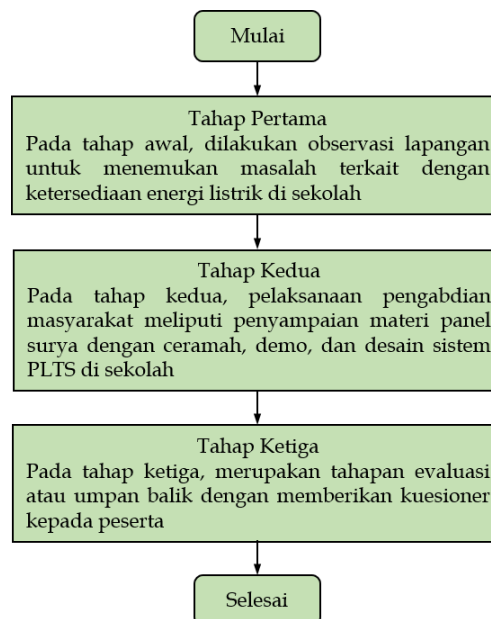 Mulai
Tahap Pertama
Pada tahap awal, dilakukan observasi lapangan
untuk menemukan masalah terkait dengan
ketersediaan energi listrik di sekolah
Tahap Kedua
Pada tahap kedua, pelaksanaan pengabdian
masyarakat meliputi penyampaian materi panel
surya dengan ceramah, demo, dan desain sistem
PLTS di sekolah
Tahap Ketiga
Pada tahap ketiga, merupakan tahapan evaluasi
atau umpan balik dengan memberikan kuesioner
kepada peserta
Selesai